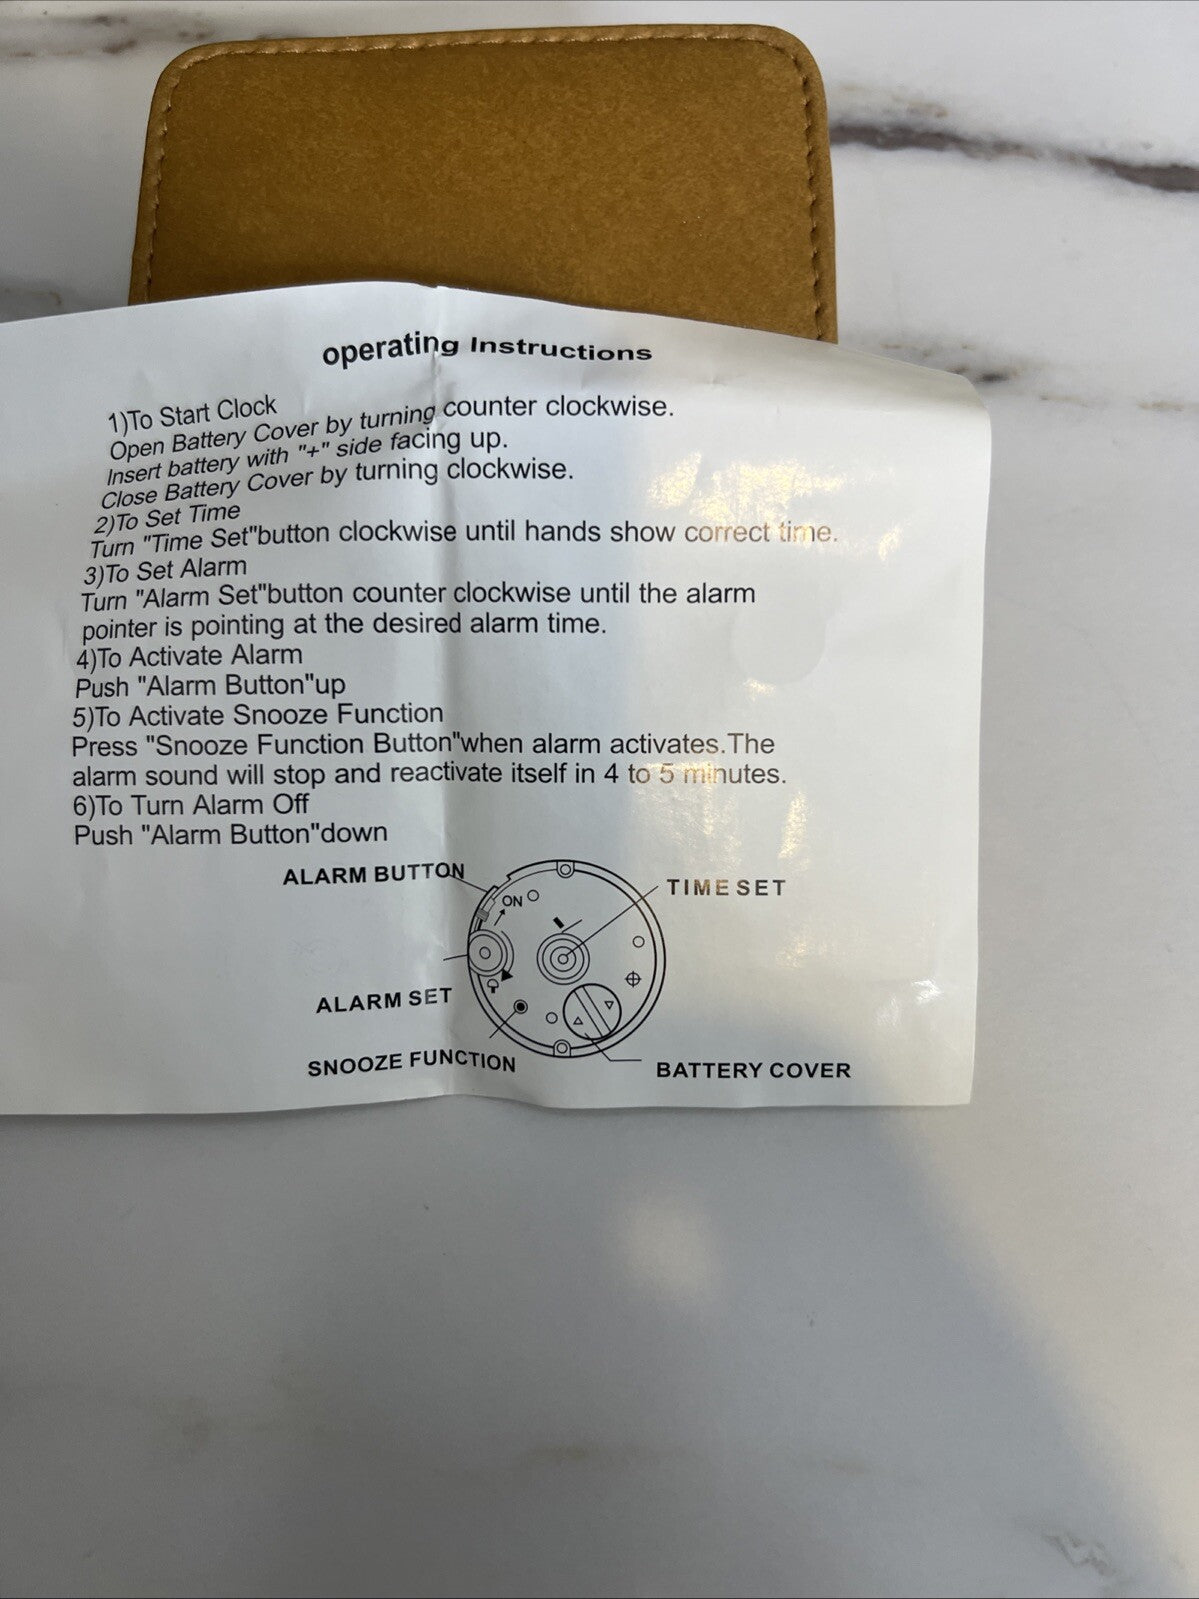 operating Instructions
1)To Start Clock
Open Battery Cover by turning counter clockwise.
Insert battery with "+" side facing up.
Close Battery Cover by turning clockwise.
2)To Set Time
Turn "Time Set"button clockwise until hands show correct time.
3)To Set Alarm
Turn "Alarm Set"button counter clockwise until the alarm
pointer is pointing at the desired alarm time.
4)To Activate Alarm
Push "Alarm Button"up
5)To Activate Snooze Function
Press "Snooze Function Button"when alarm activates.The
alarm sound will stop and reactivate itself in 4 to 5 minutes.
6)To Turn Alarm Off
Push "Alarm Button"down
ALARM BUTTON
TIME SET
ON
ALARM SET
SNOOZE FUNCTION
BATTERY COVER